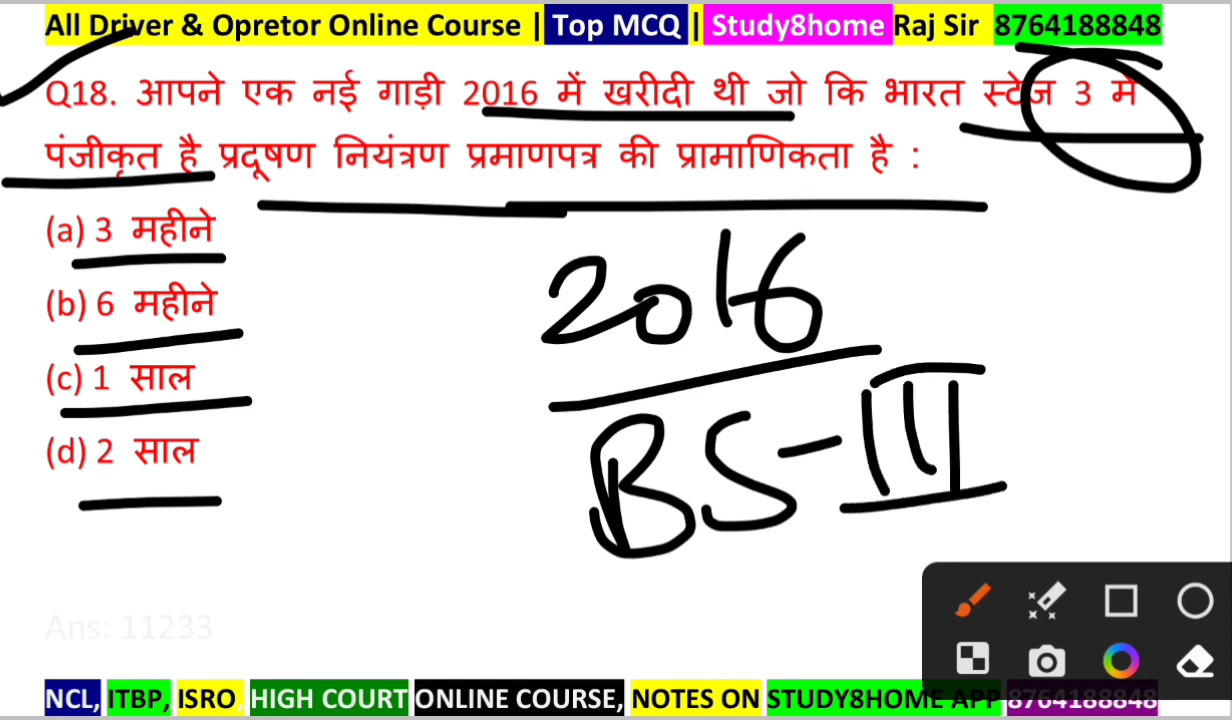 All Driver & Opretor Online Course | Top MCQ | Study8home Raj Sir 8764188848
Q18. आपने एक नई गाड़ी 2016 में खरीदी थी जो कि भारत स्टेज 3 में
पंजीकृत है प्रदूषण नियंत्रण प्रमाणपत्र की प्रामाणिकता है :
(a) 3 महीने
(b) 6 महीने
(c) 1 साल
(d) 2 साल
2016
BS-III
Ans: 11233
NCL, ITBP, ISRO, HIGH COURT ONLINE COURSE, NOTES ON STUDY8HOME APP 8764188848